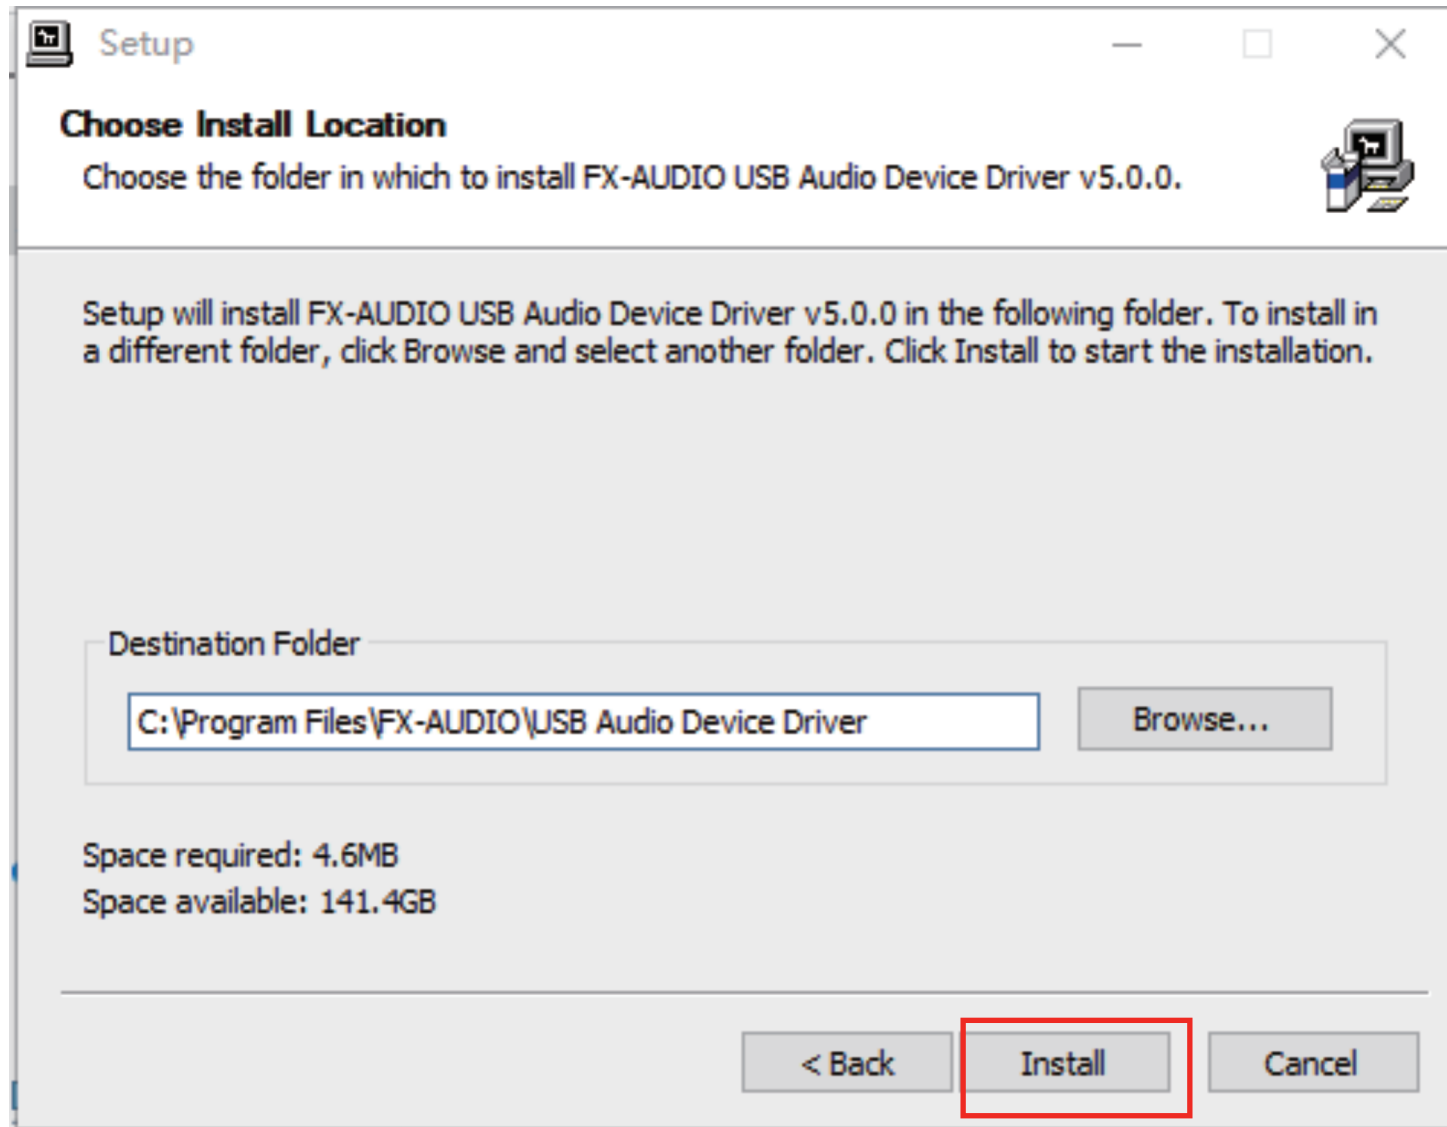 Setup
Choose Install Location
Choose the folder in which to install FX-AUDIO USB Audio Device Driver v5.0.0.
Setup will install FX-AUDIO USB Audio Device Driver v5.0.0 in the following folder. To install in
a different folder, click Browse and select another folder. Click Install to start the installation.
Destination Folder
C:\Program Files\FX-AUDIO\USB Audio Device Driver
Browse...
Space required: 4.6MB
Space available: 141.4GB
< Back
Install
Cancel